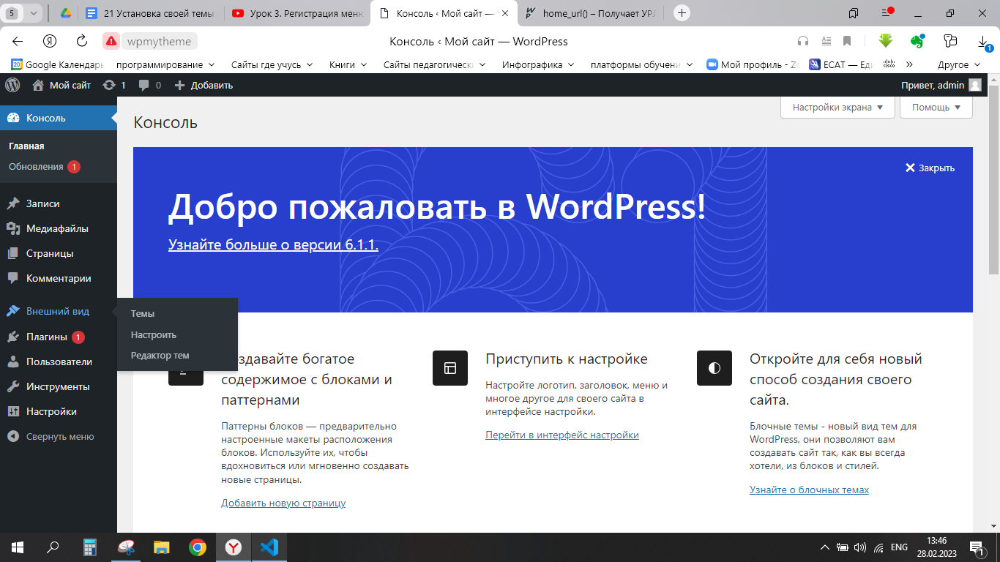 5
21 Установка своей темы
Урок 3. Регистрация меню
Консоль ‹ Мой сайт —
home_url() – Получает УРЛ
wpmytheme
Консоль ‹ Мой сайт — WordPress
1
20 Google Календарь
программирование
Сайты где учусь
Книги
Сайты педагогическ
Инфографика
платформы обучени
Мой профиль - Zo
ЕСАТ — Еди
cisco
Другое
Мой сайт
1
0
Добавить
Привет, admin
Консоль
Главная
Обновления 1
Записи
Медиафайлы
Страницы
Комментарии
Внешний вид
Плагины 1
Пользователи
Инструменты
Настройки
Свернуть меню
Темы
Настроить
Редактор тем
Консоль
Настройки экрана
Помощь
Закрыть
Добро пожаловать в WordPress!
Узнайте больше о версии 6.1.1.
здавайте богатое
содержимое с блоками и
паттернами
Паттерны блоков — предварительно
настроенные макеты расположения
блоков. Используйте их, чтобы
вдохновиться или мгновенно создавать
новые страницы.
Добавить новую страницу
Приступить к настройке
Настройте логотип, заголовок, меню и
многое другое для своего сайта в
интерфейсе настройки.
Перейти в интерфейс настройки
Откройте для себя новый
способ создания своего
сайта.
Блочные темы - новый вид тем для
WordPress, они позволяют вам
создавать сайт так, как вы всегда
хотели, из блоков и стилей.
Узнайте о блочных темах
ENG
13:46
28.02.2023
1